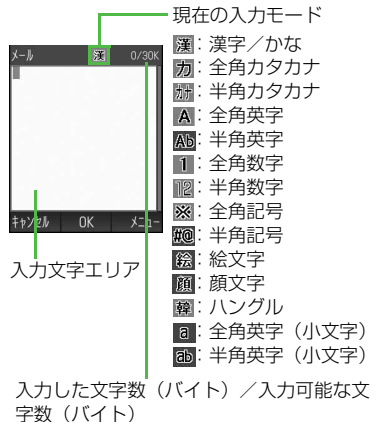 現在の入力モード
メール 漢 0/30K
漢：漢字／かな
カ：全角カタカナ
ｶﾅ：半角カタカナ
A：全角英字
Ab：半角英字
1：全角数字
12：半角数字
※：全角記号
#@：半角記号
絵：絵文字
顔：顔文字
韓：ハングル
a：全角英字（小文字）
ab：半角英字（小文字）
ｷｬﾝｾﾙ OK ﾒﾆｭｰ
入力文字エリア
入力した文字数（バイト）／入力可能な文
字数（バイト）